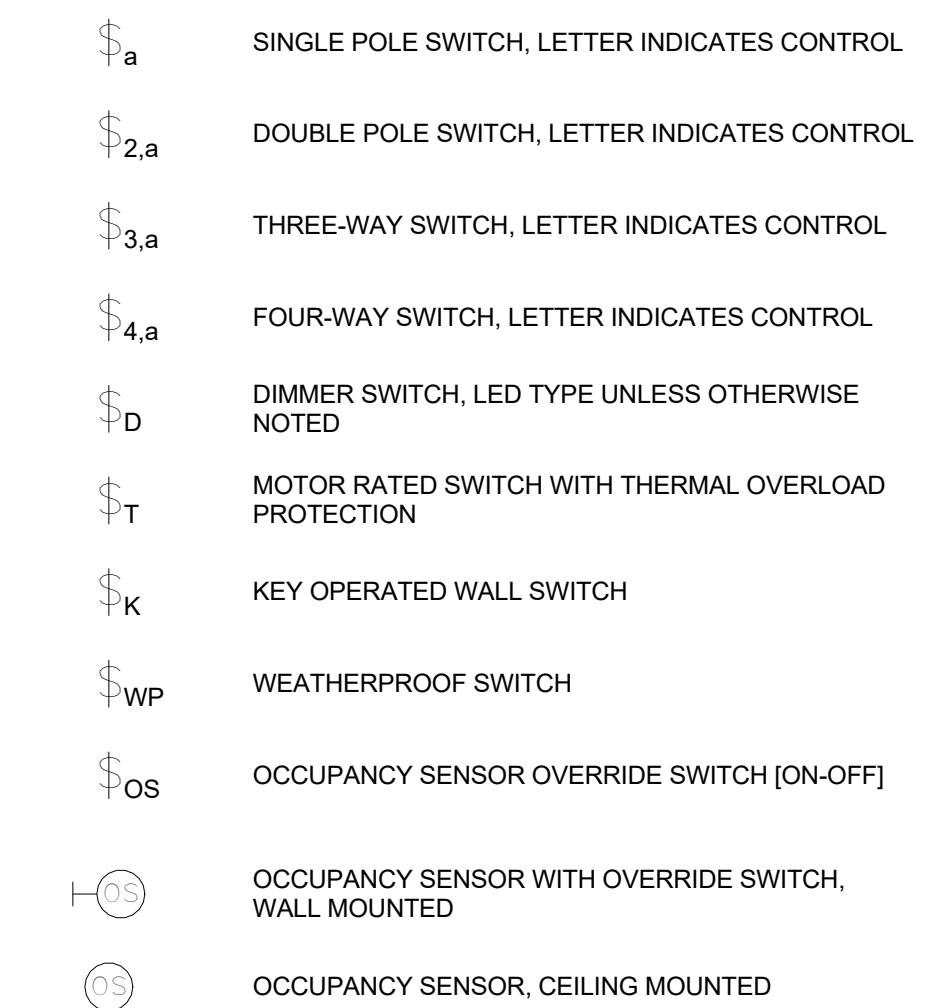 $a SINGLE POLE SWITCH, LETTER INDICATES CONTROL
$2,a DOUBLE POLE SWITCH, LETTER INDICATES CONTROL
$3,a THREE-WAY SWITCH, LETTER INDICATES CONTROL
$4,a FOUR-WAY SWITCH, LETTER INDICATES CONTROL
$D DIMMER SWITCH, LED TYPE UNLESS OTHERWISE
NOTED
$T MOTOR RATED SWITCH WITH THERMAL OVERLOAD
PROTECTION
$K KEY OPERATED WALL SWITCH
$WP WEATHERPROOF SWITCH
$OS OCCUPANCY SENSOR OVERRIDE SWITCH [ON-OFF]
OS OCCUPANCY SENSOR WITH OVERRIDE SWITCH,
WALL MOUNTED
OS OCCUPANCY SENSOR, CEILING MOUNTED